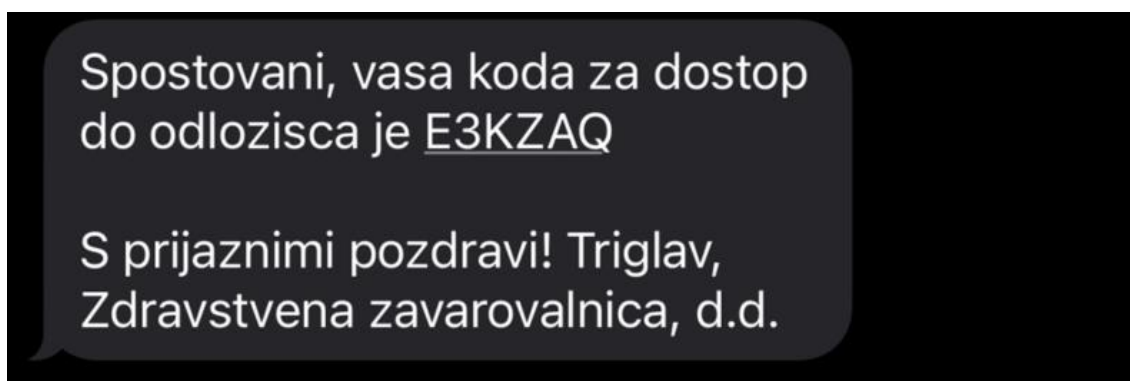 Spostovani, vasa koda za dostop
do odlozisca je E3KZAQ
S prijaznimi pozdravi! Triglav,
Zdravstvena zavarovalnica, d.d.